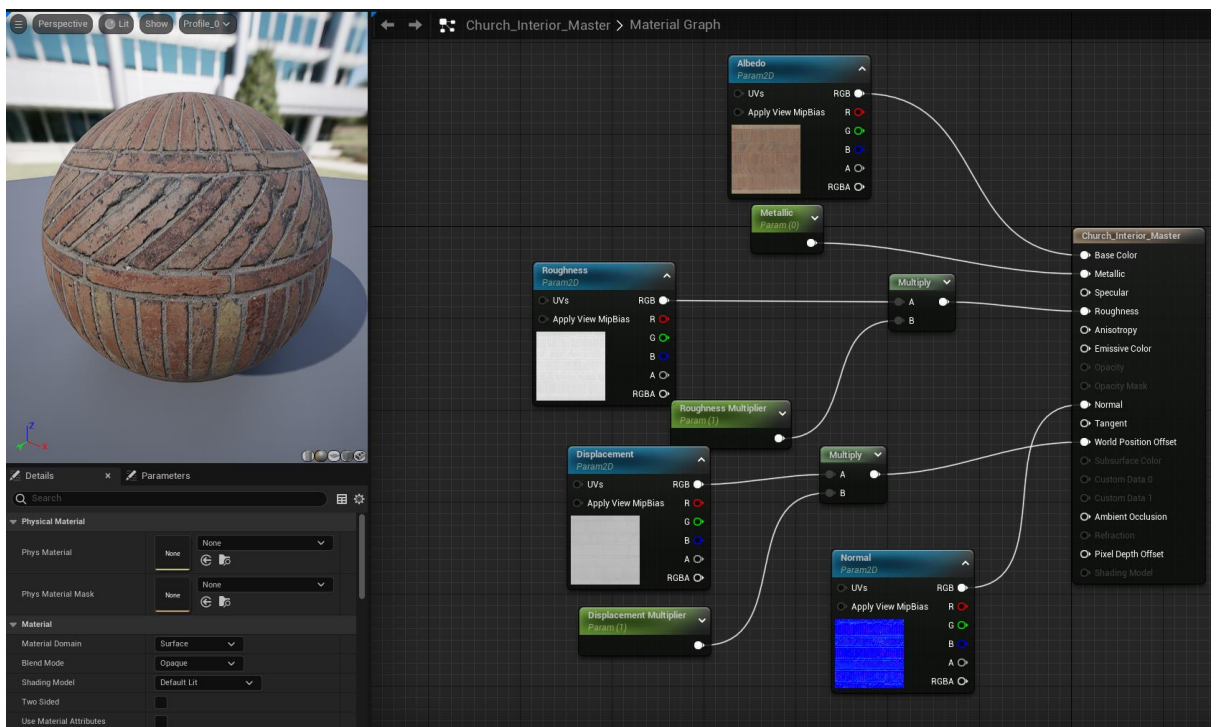 Perspective Lit Show Profile_0
Church_Interior_Master > Material Graph
Albedo
Param2D
UVs RGB
Apply View MipBias R
G
B
A
RGBA
Metallic
Param (0)
Roughness
Param2D
UVs RGB
Apply View MipBias R
G
B
A
RGBA
Multiply
A
B
Roughness Multiplier
Param (1)
Displacement
Param2D
UVs RGB
Apply View MipBias R
G
B
A
RGBA
Multiply
A
B
Displacement Multiplier
Param (1)
Normal
Param2D
UVs RGB
Apply View MipBias R
G
B
A
RGBA
Church_Interior_Master
Base Color
Metallic
Specular
Roughness
Anisotropy
Emissive Color
Opacity
Opacity Mask
Normal
Tangent
World Position Offset
Subsurface Color
Custom Data 0
Custom Data 1
Ambient Occlusion
Refraction
Pixel Depth Offset
Shading Model
Z
X
Details Parameters
Search
Physical Material
Phys Material None None
Phys Material Mask None None
Material
Material Domain Surface
Blend Mode Opaque
Shading Model Default Lit
Two Sided
Use Material Attributes